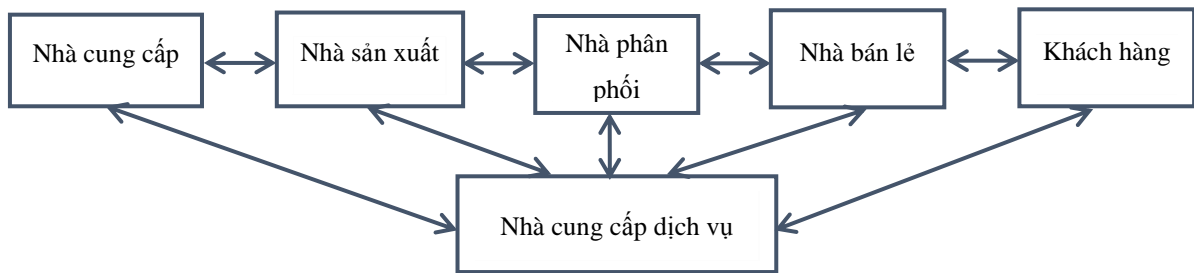 Nhà cung cấp
Nhà sản xuất
Nhà phân
phối
Nhà bán lẻ
Khách hàng
Nhà cung cấp dịch vụ